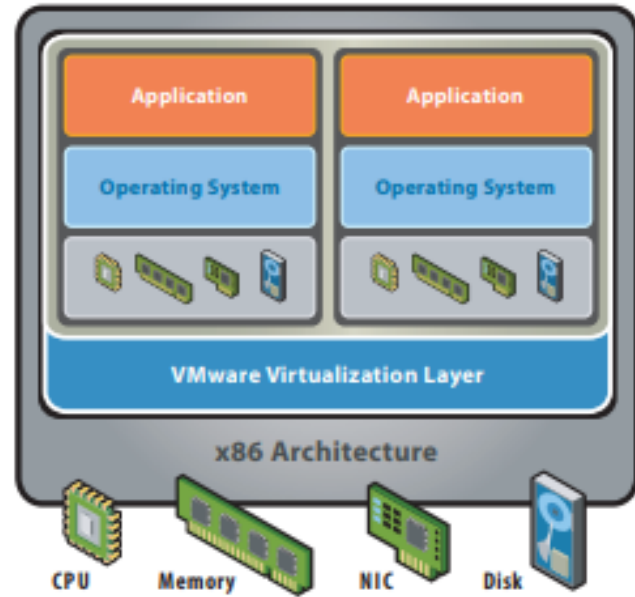 Application Application
Operating System Operating System
VMware Virtualization Layer
x86 Architecture
CPU Memory NIC Disk